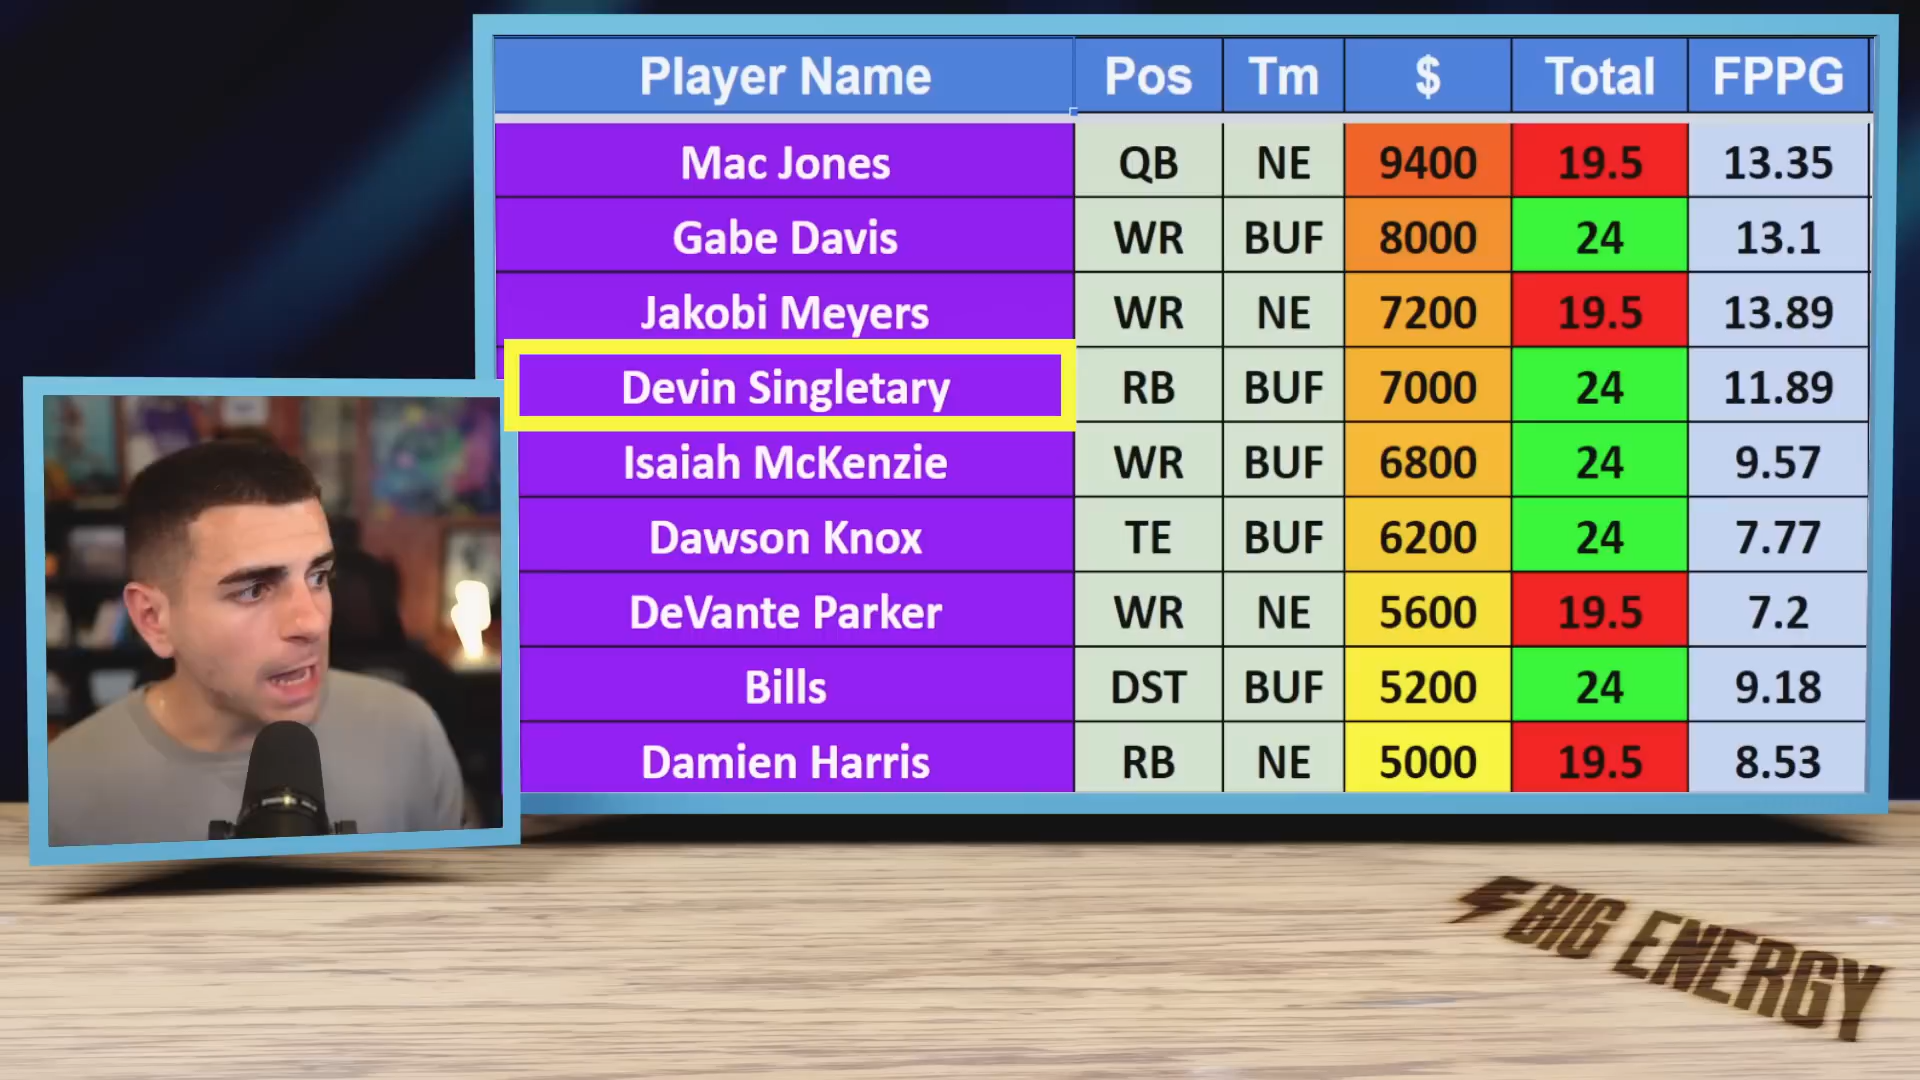 Player Name Pos Tm $ Total FPPG
Mac Jones QB NE 9400 19.5 13.35
Gabe Davis WR BUF 8000 24 13.1
Jakobi Meyers WR NE 7200 19.5 13.89
Devin Singletary RB BUF 7000 24 11.89
Isaiah McKenzie WR BUF 6800 24 9.57
Dawson Knox TE BUF 6200 24 7.77
DeVante Parker WR NE 5600 19.5 7.2
Bills DST BUF 5200 24 9.18
Damien Harris RB NE 5000 19.5 8.53
BIG ENERGY